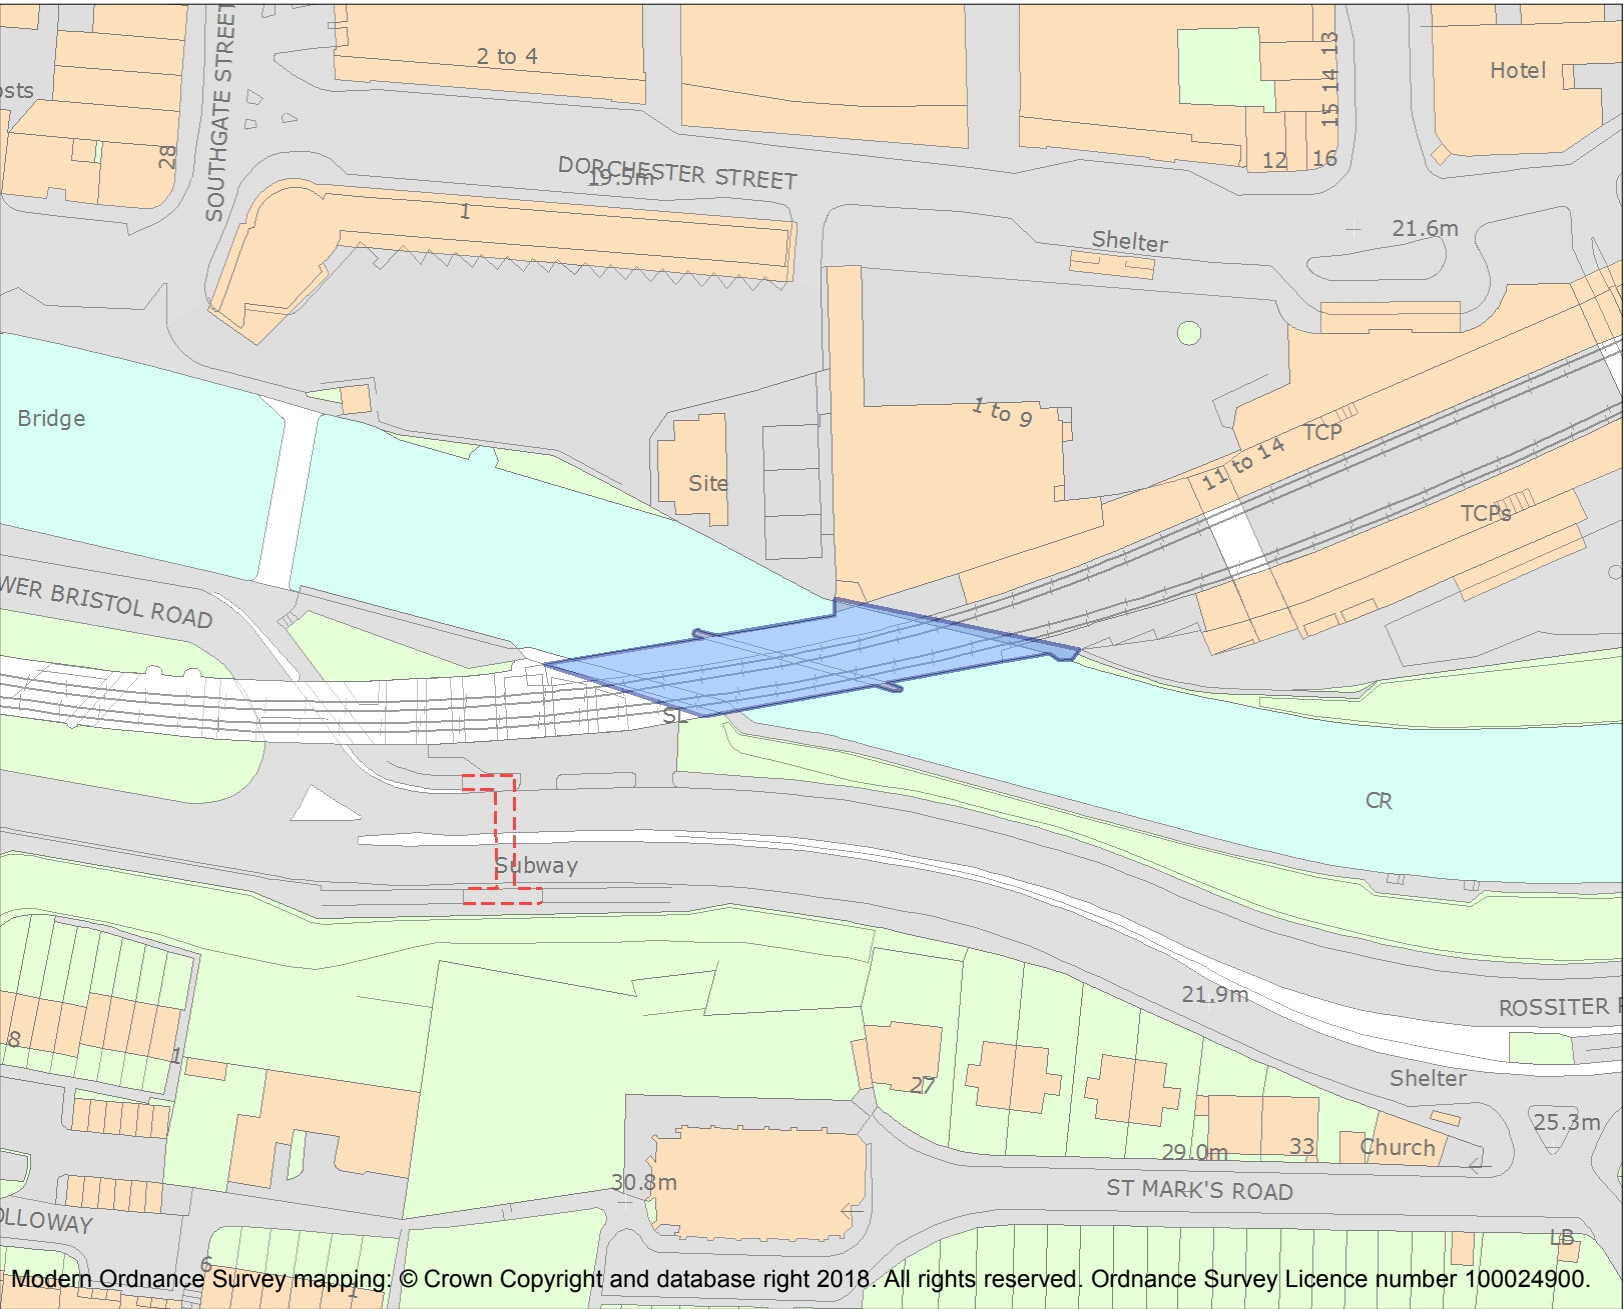 SOUTHGATE STREET
2 to 4
13
14
15
Hotel
osts
28
12
16
DORCHESTER STREET
19.5m
1
Shelter
21.6m
Bridge
1 to 9
TCP
11 to 14
Site
TCPs
WER BRISTOL ROAD
SL
CR
Subway
21.9m
ROSSITER
8
1
27
Shelter
25.3m
33
Church
29.0m
30.8m
ST MARK'S ROAD
OLLOWAY
LB
6
1
Modern Ordnance Survey mapping: © Crown Copyright and database right 2018. All rights reserved. Ordnance Survey Licence number 100024900.